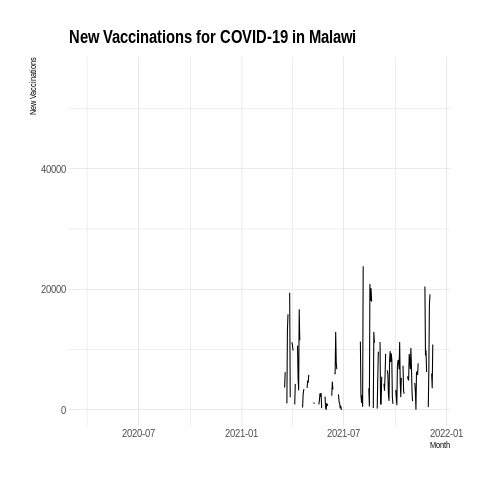 New Vaccinations for COVID-19 in Malawi
New Vaccinations
40000
20000
0
2020-07
2021-01
2021-07
2022-01
Month